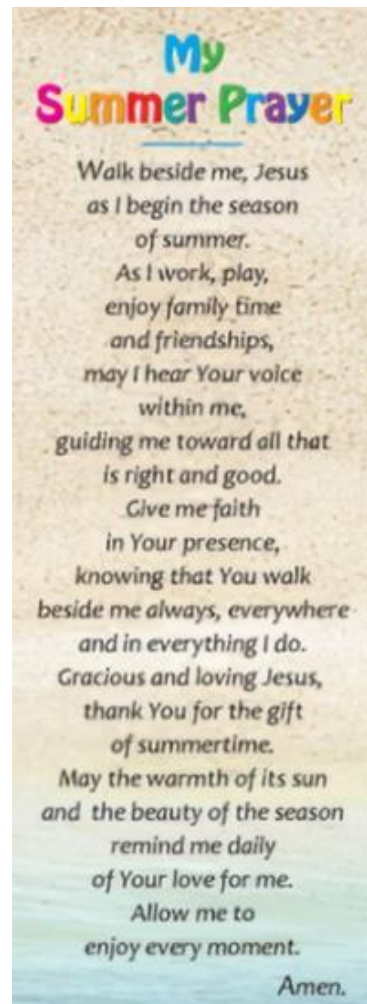 My
Summer Prayer
Walk beside me, Jesus
as I begin the season
of summer.
As I work, play,
enjoy family time
and friendships,
may I hear Your voice
within me,
guiding me toward all that
is right and good.
Give me faith
in Your presence,
knowing that You walk
beside me always, everywhere
and in everything I do.
Gracious and loving Jesus,
thank You for the gift
of summertime.
May the warmth of its sun
and the beauty of the season
remind me daily
of Your love for me.
Allow me to
enjoy every moment.
Amen.